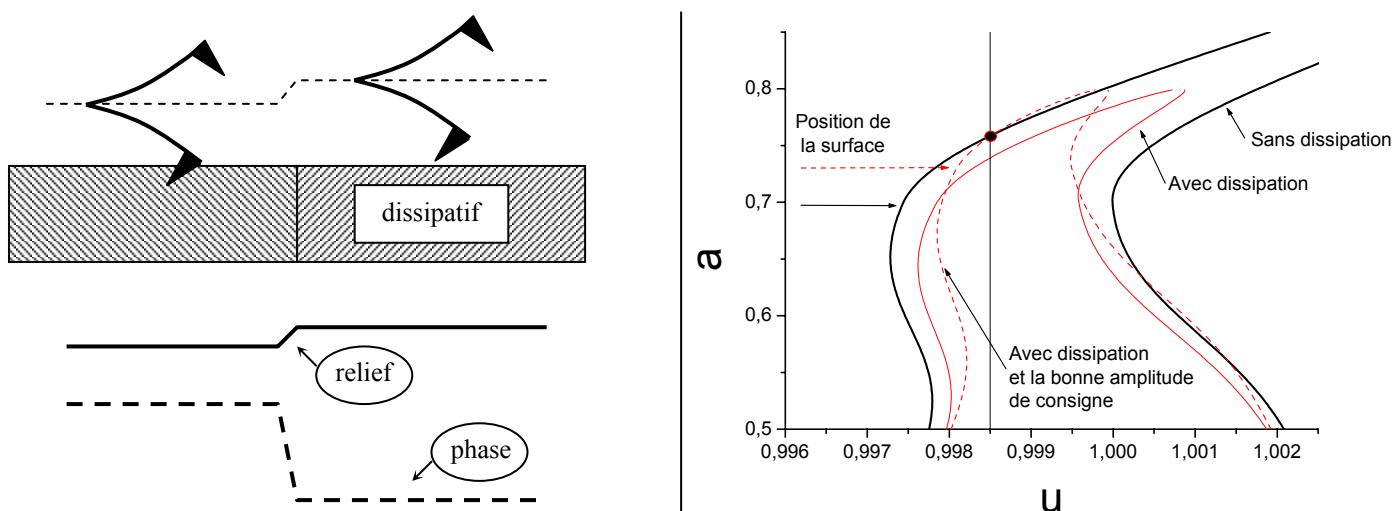 dissipatif
relief
phase
Position de
la surface
Sans dissipation
Avec dissipation
Avec dissipation
et la bonne amplitude
de consigne
a
0,8
0,7
0,6
0,5
0,996
0,997
0,998
0,999
1,000
1,001
1,002
u